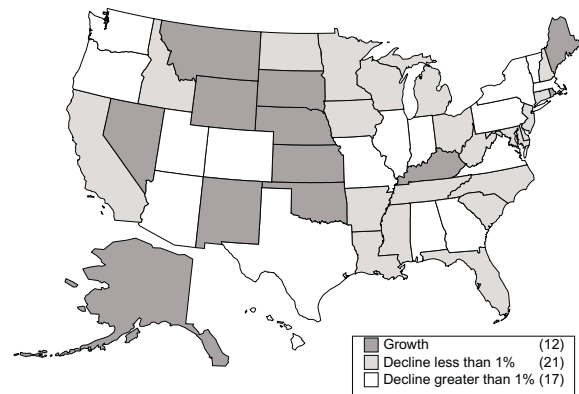 Growth (12)
Decline less than 1% (21)
Decline greater than 1% (17)